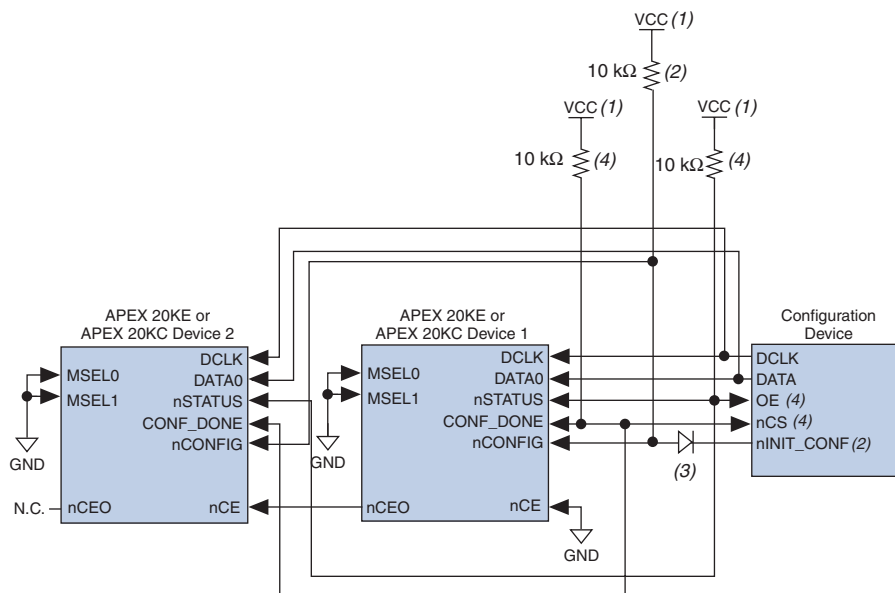 VCC (1)
10 kΩ (2)
VCC (1)
VCC (1)
10 kΩ (4)
10 kΩ (4)
APEX 20KE or
APEX 20KC Device 2
APEX 20KE or
APEX 20KC Device 1
Configuration
Device
MSEL0
MSEL1
DCLK
DATA0
nSTATUS
CONF_DONE
nCONFIG
GND
N.C.
nCEO
nCE
MSEL0
MSEL1
DCLK
DATA0
nSTATUS
CONF_DONE
nCONFIG
GND
nCEO
nCE
GND
(3)
DCLK
DATA
OE (4)
nCS (4)
nINIT_CONF (2)